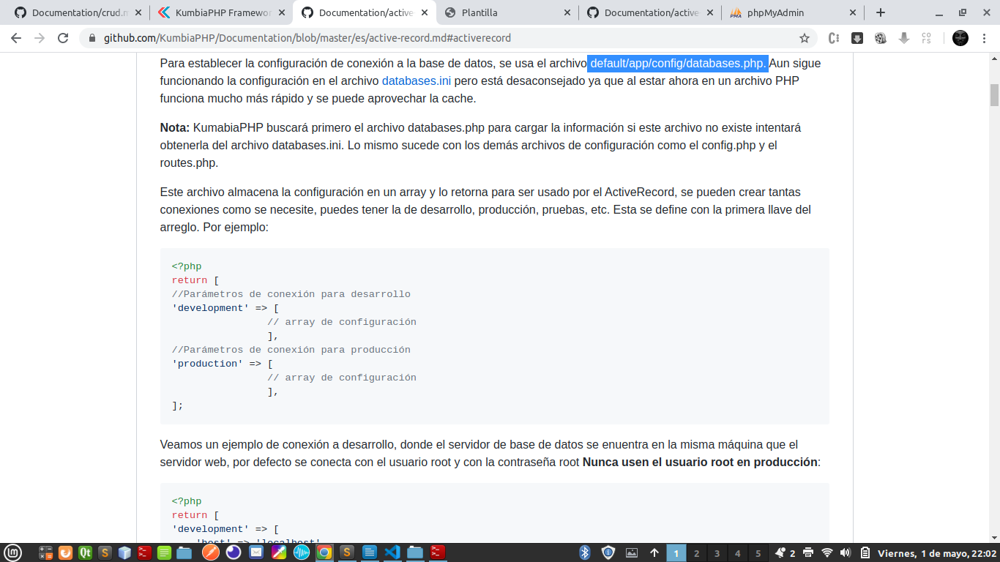 Documentation/crud.m
KumbiaPHP Framewor
Documentation/active
Plantilla
Documentation/active
phpMyAdmin
github.com/KumbiaPHP/Documentation/blob/master/es/active-record.md#activerecord
Para establecer la configuración de conexión a la base de datos, se usa el archivo default/app/config/databases.php. Aun sigue
funcionando la configuración en el archivo databases.ini pero está desaconsejado ya que al estar ahora en un archivo PHP
funciona mucho más rápido y se puede aprovechar la cache.
Nota: KumabiaPHP buscará primero el archivo databases.php para cargar la información si este archivo no existe intentará
obtenerla del archivo databases.ini. Lo mismo sucede con los demás archivos de configuración como el config.php y el
routes.php.
Este archivo almacena la configuración en un array y lo retorna para ser usado por el ActiveRecord, se pueden crear tantas
conexiones como se necesite, puedes tener la de desarrollo, producción, pruebas, etc. Esta se define con la primera llave del
arreglo. Por ejemplo:
<?php
return [
//Parámetros de conexión para desarrollo
'development' => [
// array de configuración
],
//Parámetros de conexión para producción
'production' => [
// array de configuración
],
];
Veamos un ejemplo de conexión a desarrollo, donde el servidor de base de datos se enuentra en la misma máquina que el
servidor web, por defecto se conecta con el usuario root y con la contraseña root Nunca usen el usuario root en producción:
<?php
return [
'development' => [
'host' => 'localhost'
1 2 3 4 5 2 Viernes, 1 de mayo, 22:02